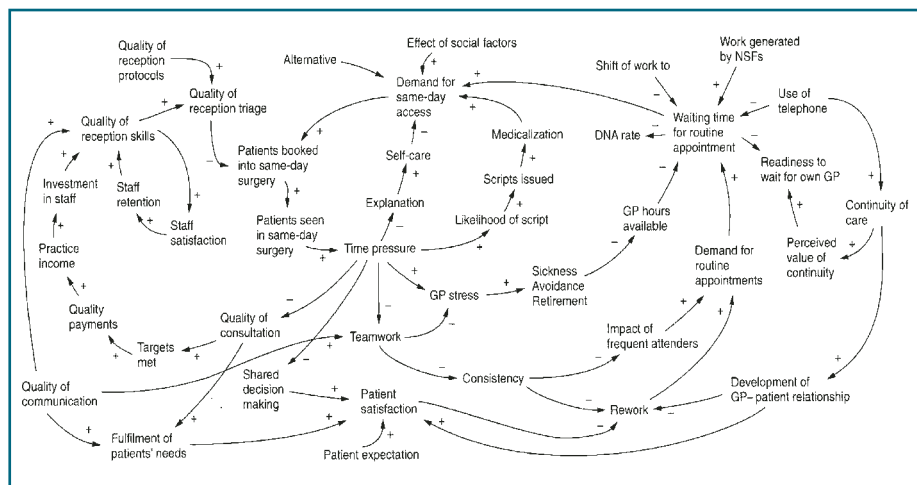 Quality of
reception
protocols
Alternative
Effect of social factors
Work generated
by NSFs
Shift of work to
Quality of
reception triage
Demand for
same-day
access
Use of
telephone
Quality of
reception skills
Waiting time
for routine
appointment
DNA rate
Medicalization
Patients booked
into same-day
surgery
Self-care
Readiness to
wait for own GP
Investment
in staff
Staff
retention
Scripts issued
Explanation
GP hours
available
Continuity of
care
Staff
satisfaction
Patients seen
in same-day
surgery
Likelihood of script
Practice
income
Time pressure
Demand for
routine
appointments
Perceived
value of
continuity
GP stress
Sickness
Avoidance
Retirement
Quality
payments
Quality of
consultation
Teamwork
Impact of
frequent attenders
Targets
met
Shared
decision
making
Consistency
Quality of
communication
Patient
satisfaction
Rework
Development of
GP–patient relationship
Fulfilment of
patients' needs
Patient expectation